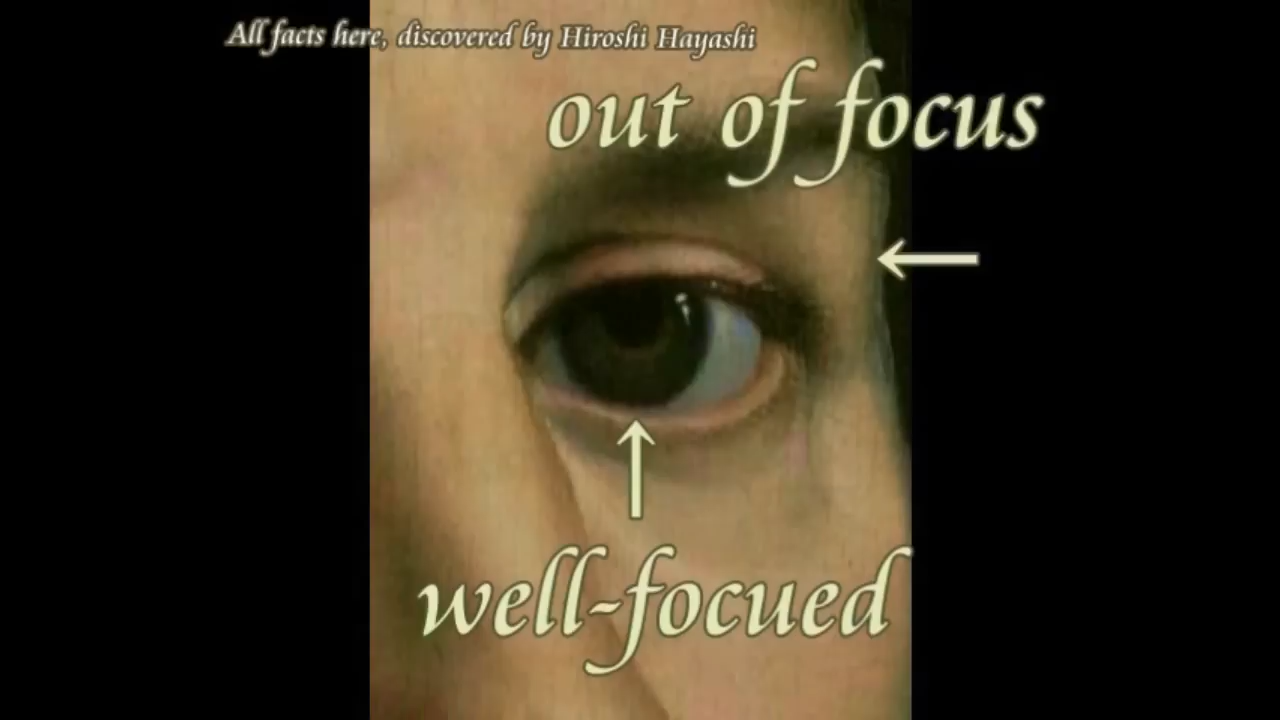 All facts here, discovered by Hiroshi Hayashi
out of focus
well-focued